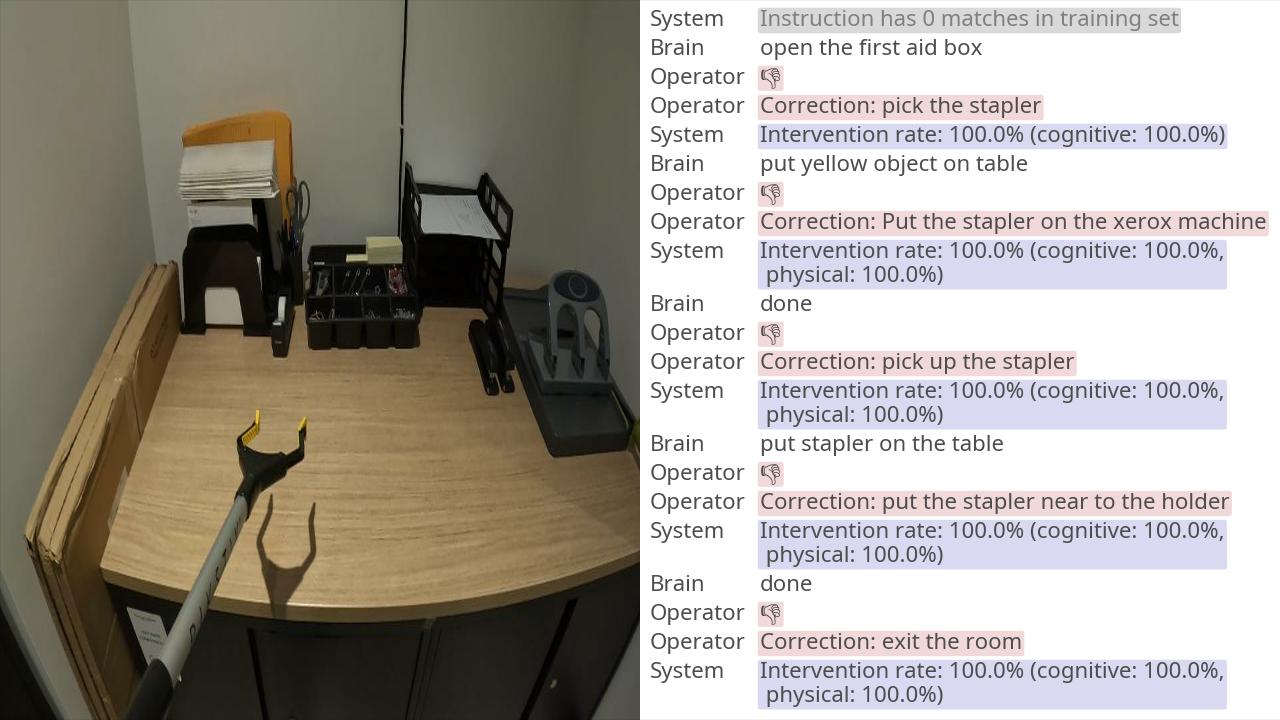 System Instruction has 0 matches in training set
Brain open the first aid box
Operator 👎
Operator Correction: pick the stapler
System Intervention rate: 100.0% (cognitive: 100.0%)
Brain put yellow object on table
Operator 👎
Operator Correction: Put the stapler on the xerox machine
System Intervention rate: 100.0% (cognitive: 100.0%,
physical: 100.0%)
Brain done
Operator 👎
Operator Correction: pick up the stapler
System Intervention rate: 100.0% (cognitive: 100.0%,
physical: 100.0%)
Brain put stapler on the table
Operator 👎
Operator Correction: put the stapler near to the holder
System Intervention rate: 100.0% (cognitive: 100.0%,
physical: 100.0%)
Brain done
Operator 👎
Operator Correction: exit the room
System Intervention rate: 100.0% (cognitive: 100.0%,
physical: 100.0%)